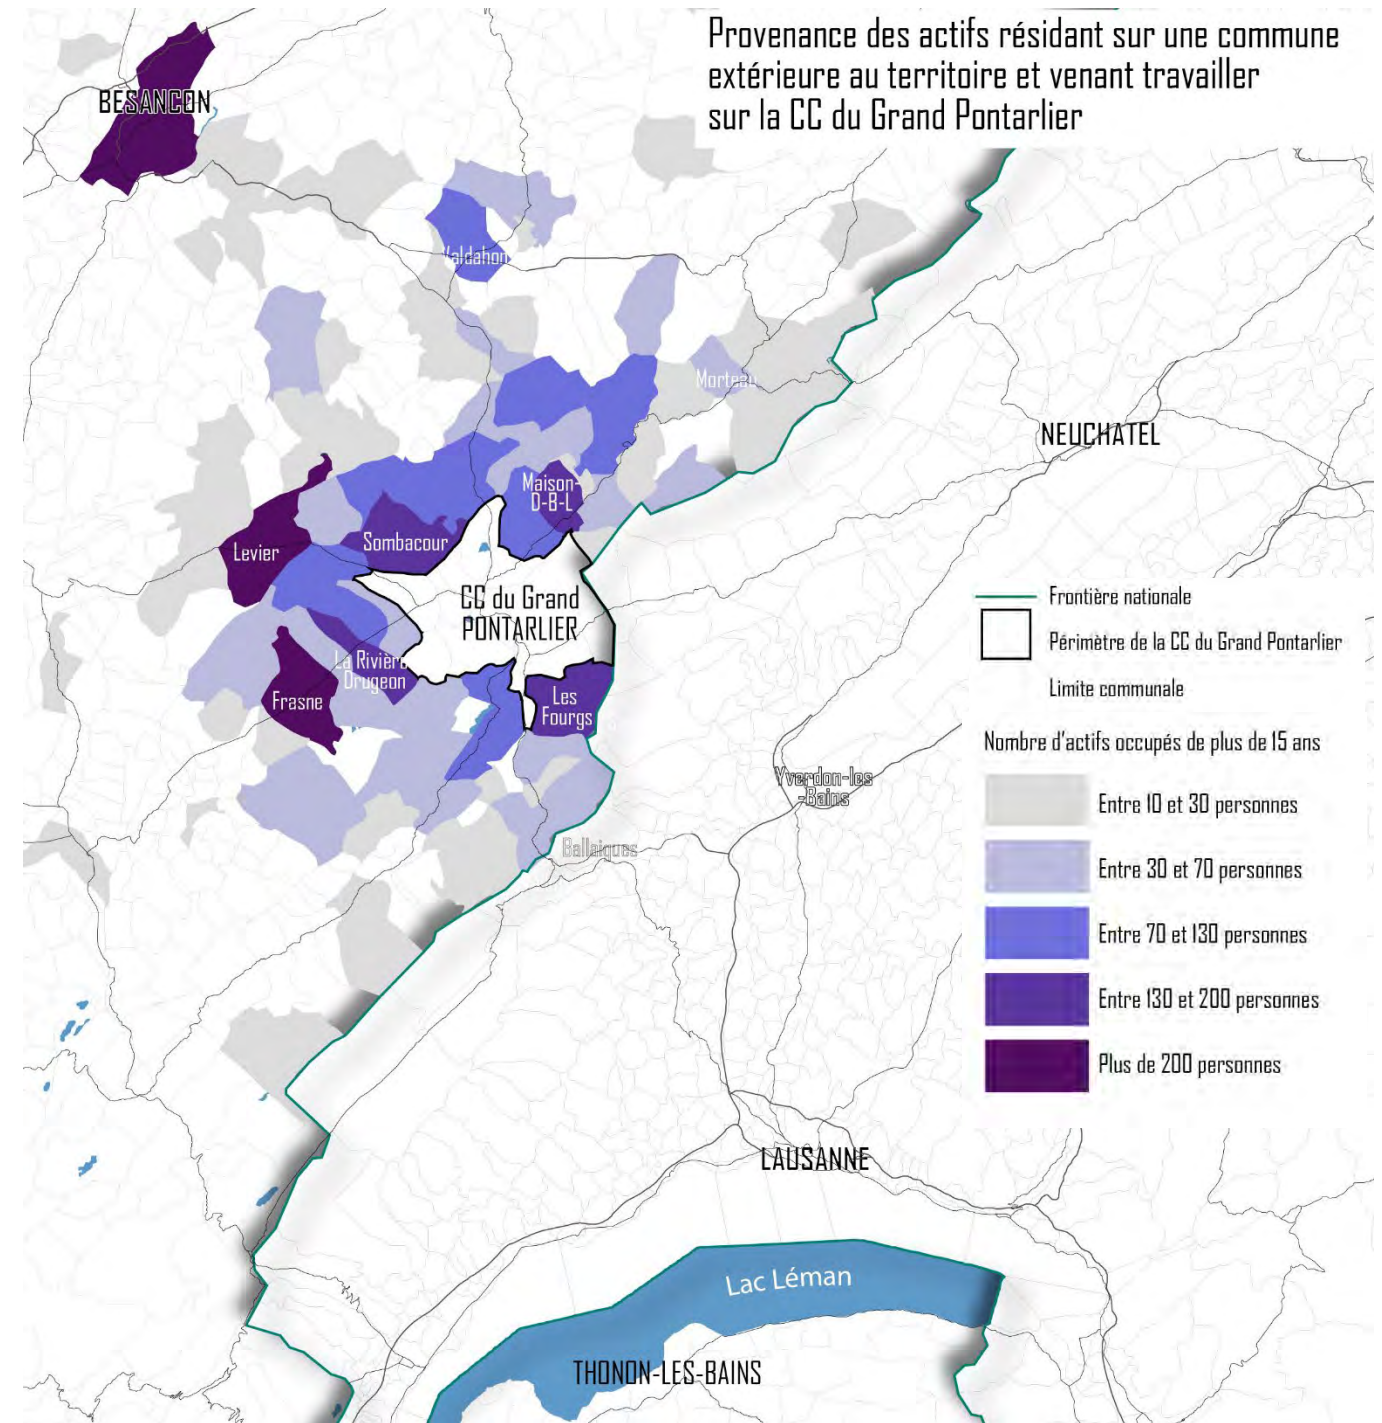 Provenance des actifs résidant sur une commune
extérieure au territoire et venant travailler
sur la CC du Grand Pontarlier
BESANCON
Valdahon
Morteau
NEUCHATEL
Maison-
D-B-L
Sombacour
Levier
CC du Grand
PONTARLIER
La Rivière
Drugeon
Frasne
Les
Fourgs
Yverdon-les
-Bains
Ballaigues
Frontière nationale
Périmètre de la CC du Grand Pontarlier
Limite communale
Nombre d'actifs occupés de plus de 15 ans
Entre 10 et 30 personnes
Entre 30 et 70 personnes
Entre 70 et 130 personnes
Entre 130 et 200 personnes
Plus de 200 personnes
LAUSANNE
Lac Léman
THONON-LES-BAINS